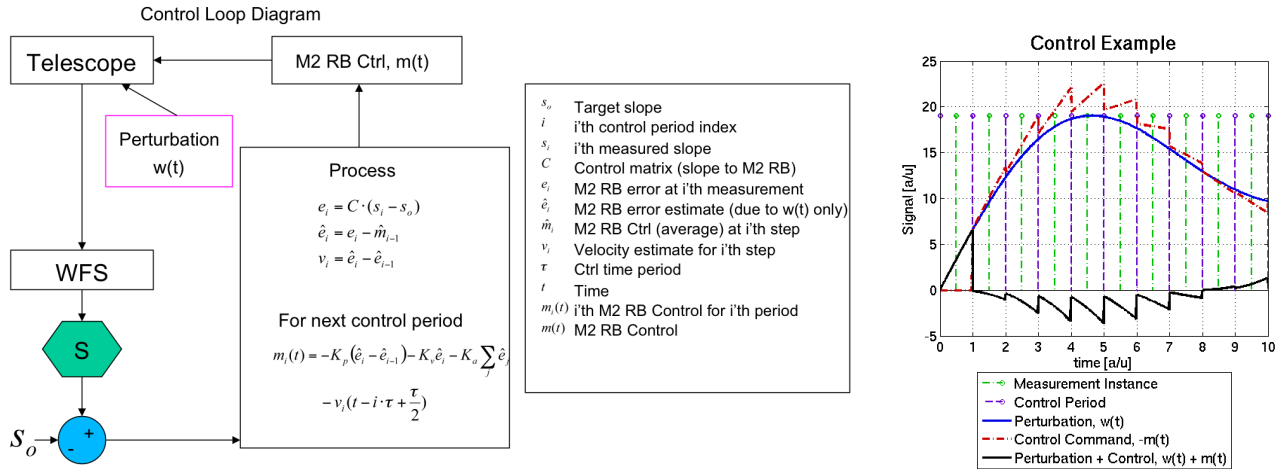 Control Loop Diagram
Telescope
M2 RB Ctrl, m(t)
Perturbation
w(t)
WFS
S
+
-
S_o
Process
e_i = C·(s_i − s_o)
ê_i = e_i − m̂_{i−1}
v_i = ê_i − ê_{i−1}
For next control period
m_i(t) = −K_p(ê_i − ê_{i−1}) − K_v ê_i − K_a ∑_j ê_j
− v_i(t − i·τ + τ/2)
s_o Target slope
i i'th control period index
s_i i'th measured slope
C Control matrix (slope to M2 RB)
e_i M2 RB error at i'th measurement
ê_i M2 RB error estimate (due to w(t) only)
m̂_i M2 RB Ctrl (average) at i'th step
v_i Velocity estimate for i'th step
τ Ctrl time period
t Time
m_i(t) i'th M2 RB Control for i'th period
m(t) M2 RB Control
Control Example
Signal [a/u]
25
20
15
10
5
0
-5
0 1 2 3 4 5 6 7 8 9 10
time [a/u]
Measurement Instance
Control Period
Perturbation, w(t)
Control Command, -m(t)
Perturbation + Control, w(t) + m(t)